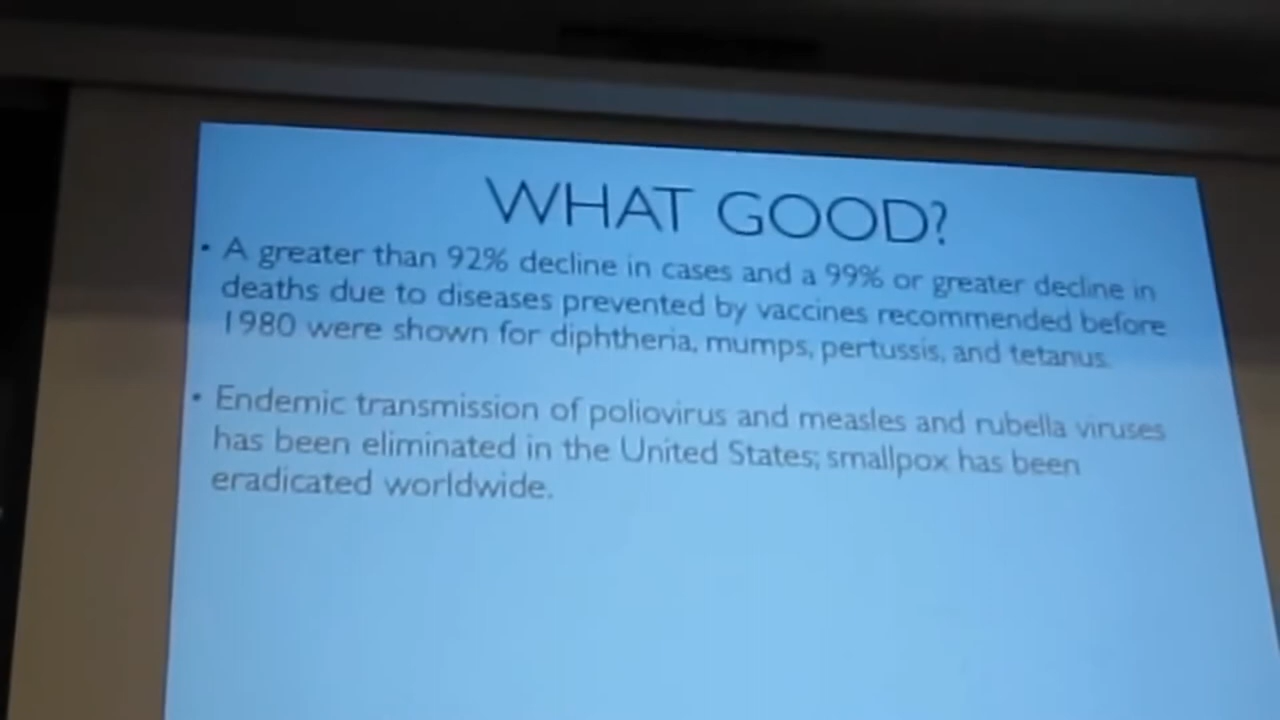 WHAT GOOD?
• A greater than 92% decline in cases and a 99% or greater decline in
deaths due to diseases prevented by vaccines recommended before
1980 were shown for diphtheria, mumps, pertussis, and tetanus.
• Endemic transmission of poliovirus and measles and rubella viruses
has been eliminated in the United States; smallpox has been
eradicated worldwide.